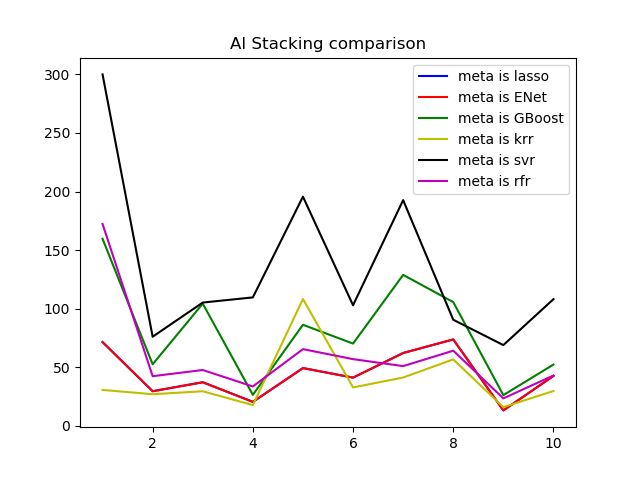 Al Stacking comparison
300
250
200
150
100
50
0
2
4
6
8
10
meta is lasso
meta is ENet
meta is GBoost
meta is krr
meta is svr
meta is rfr